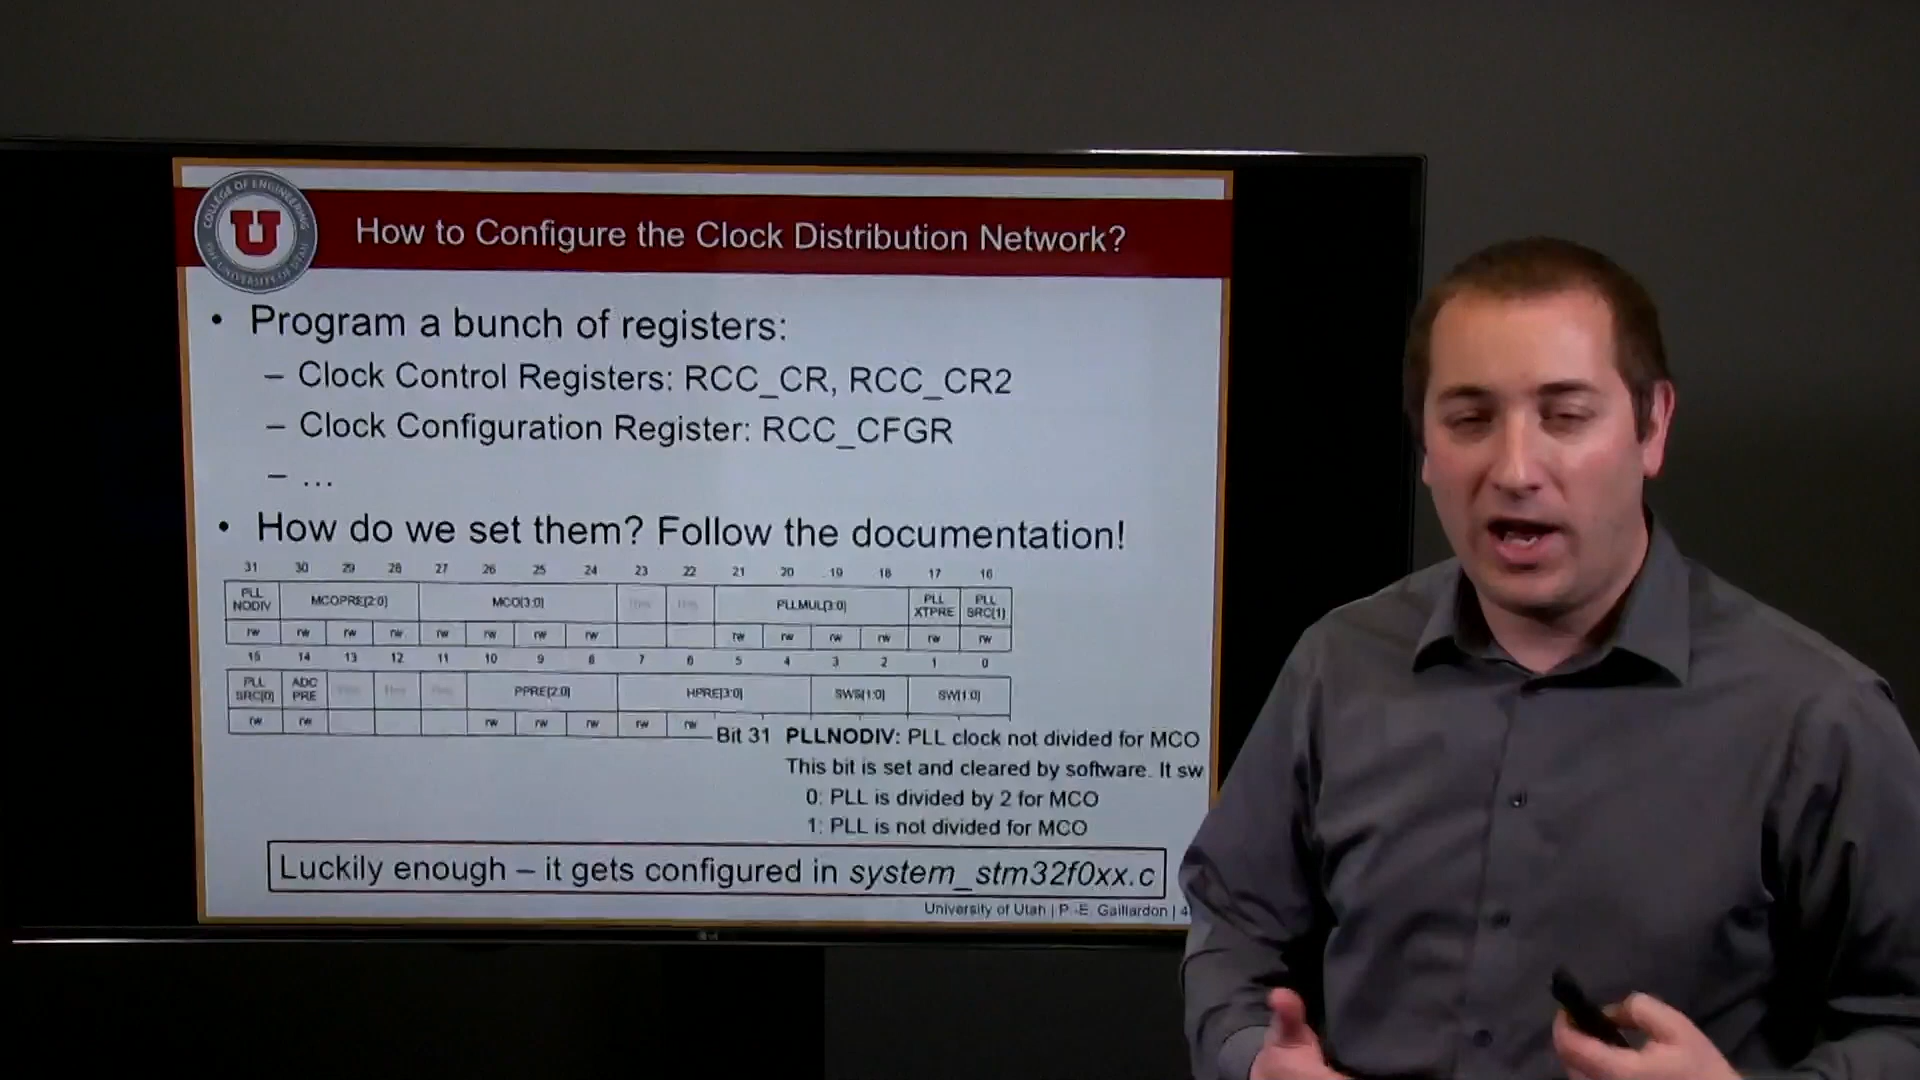 COLLEGE OF ENGINEERING
U
How to Configure the Clock Distribution Network?
• Program a bunch of registers:
– Clock Control Registers: RCC_CR, RCC_CR2
– Clock Configuration Register: RCC_CFGR
– ...
• How do we set them? Follow the documentation!
31 30 29 28 27 26 25 24 23 22 21 20 19 18 17 16
PLL NODIV MCOPRE[2:0] MCO[3:0] PLLMUL[3:0] PLL XTPRE PLL SRC[1]
rw rw rw rw rw rw rw rw rw rw rw rw rw rw
15 14 13 12 11 10 9 8 7 6 5 4 3 2 1 0
PLL SRC[0] ADC PRE PPRE[2:0] HPRE[3:0] SWS[1:0] SW[1:0]
rw rw rw rw rw rw rw
Bit 31 PLLNODIV: PLL clock not divided for MCO
This bit is set and cleared by software. It sw
0: PLL is divided by 2 for MCO
1: PLL is not divided for MCO
Luckily enough – it gets configured in system_stm32f0xx.c
University of Utah | P.-E. Gaillardon | 4